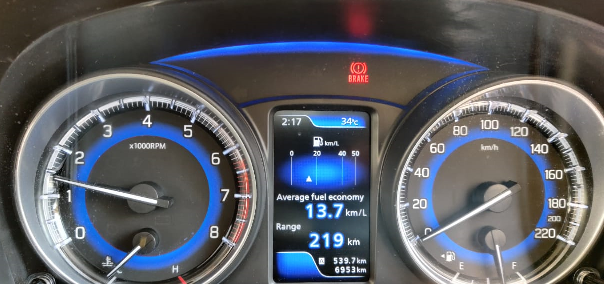 BRAKE
0 1 2 3 4 5 6 7 8
x1000RPM
H
2:17 34°C
km/L
0 20 40 50
Average fuel economy
13.7 km/L
Range
219 km
A 539.7 km
6953 km
0 20 40 60 80 100 120 140 160 180 200 220
km/h
E F